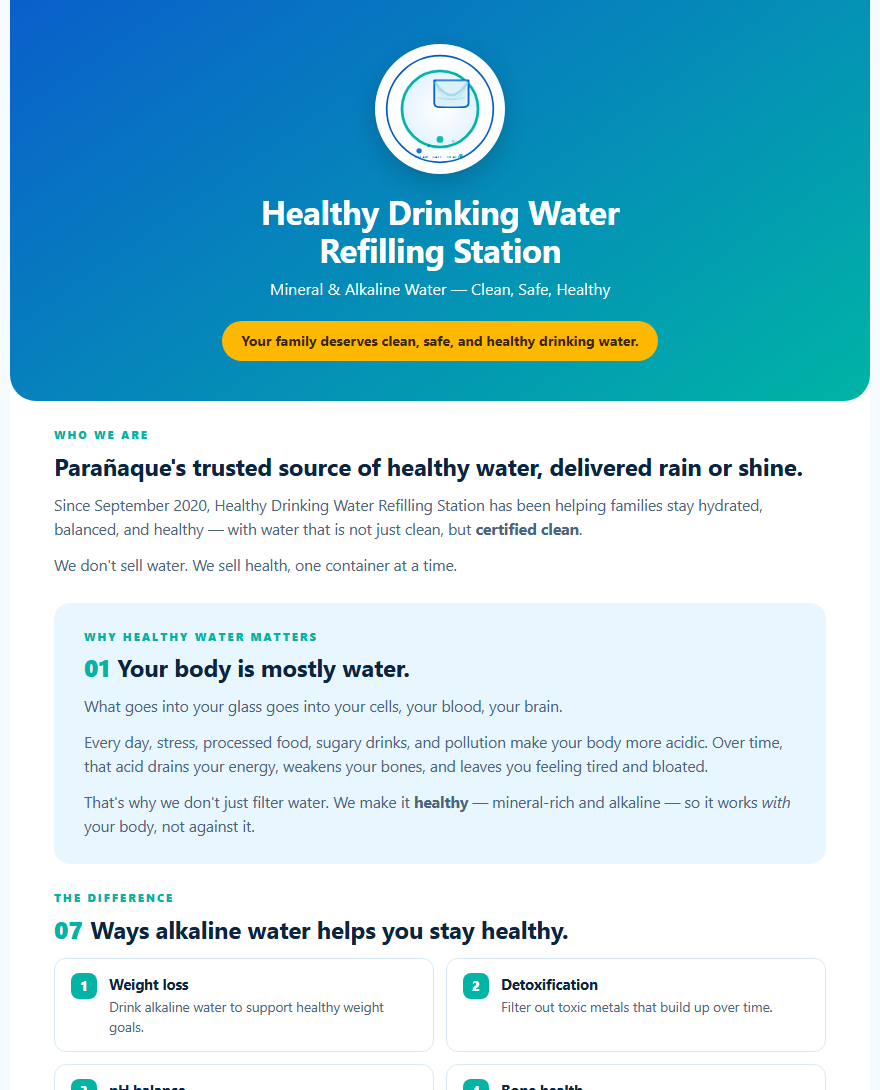 Healthy Drinking Water
Refilling Station
Mineral & Alkaline Water — Clean, Safe, Healthy
Your family deserves clean, safe, and healthy drinking water.
WHO WE ARE
Parañaque's trusted source of healthy water, delivered rain or shine.
Since September 2020, Healthy Drinking Water Refilling Station has been helping families stay hydrated,
balanced, and healthy — with water that is not just clean, but certified clean.
We don't sell water. We sell health, one container at a time.
WHY HEALTHY WATER MATTERS
01 Your body is mostly water.
What goes into your glass goes into your cells, your blood, your brain.
Every day, stress, processed food, sugary drinks, and pollution make your body more acidic. Over time,
that acid drains your energy, weakens your bones, and leaves you feeling tired and bloated.
That's why we don't just filter water. We make it healthy — mineral-rich and alkaline — so it works with
your body, not against it.
THE DIFFERENCE
07 Ways alkaline water helps you stay healthy.
1 Weight loss
Drink alkaline water to support healthy weight
goals.
2 Detoxification
Filter out toxic metals that build up over time.
3 pH balance
4 Bone health